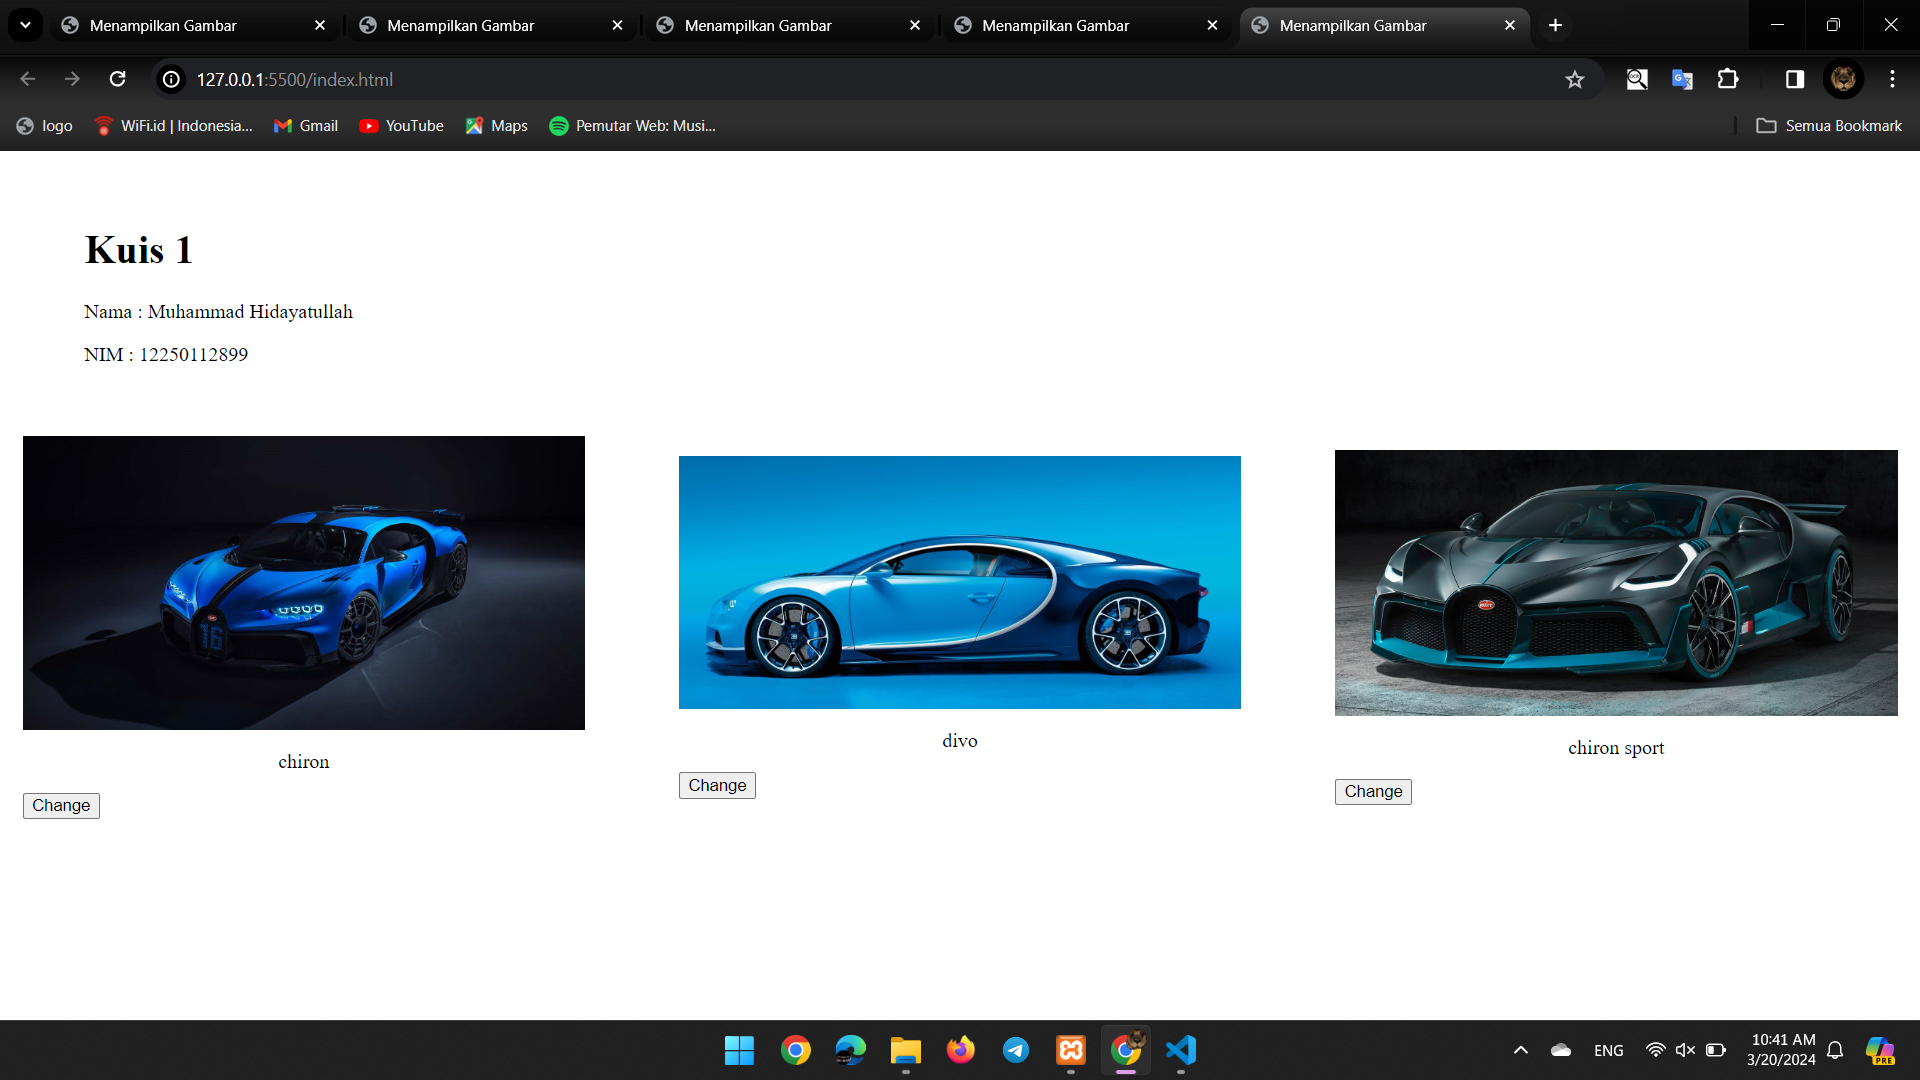 Menampilkan Gambar
Menampilkan Gambar
Menampilkan Gambar
Menampilkan Gambar
Menampilkan Gambar
127.0.0.1:5500/index.html
logo
WiFi.id | Indonesia...
Gmail
YouTube
Maps
Pemutar Web: Musi...
Semua Bookmark
Kuis 1
Nama : Muhammad Hidayatullah
NIM : 12250112899
chiron
Change
divo
Change
chiron sport
Change
ENG
10:41 AM
3/20/2024
PRE